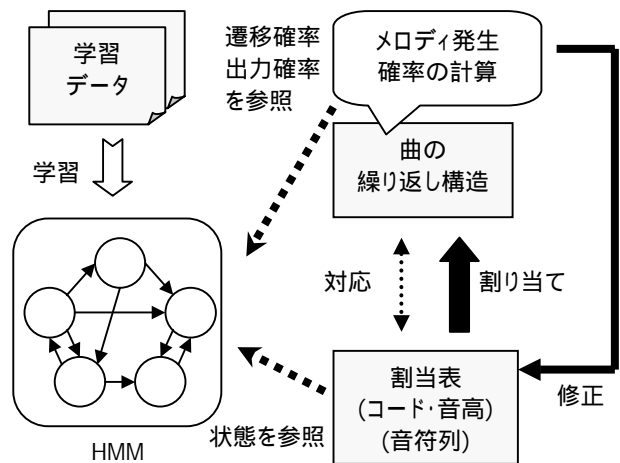 学習
データ
遷移確率
出力確率
を参照
メロディ発生
確率の計算
学習
曲の
繰り返し構造
対応
割り当て
割当表
(コード・音高)
(音符列)
修正
状態を参照
HMM